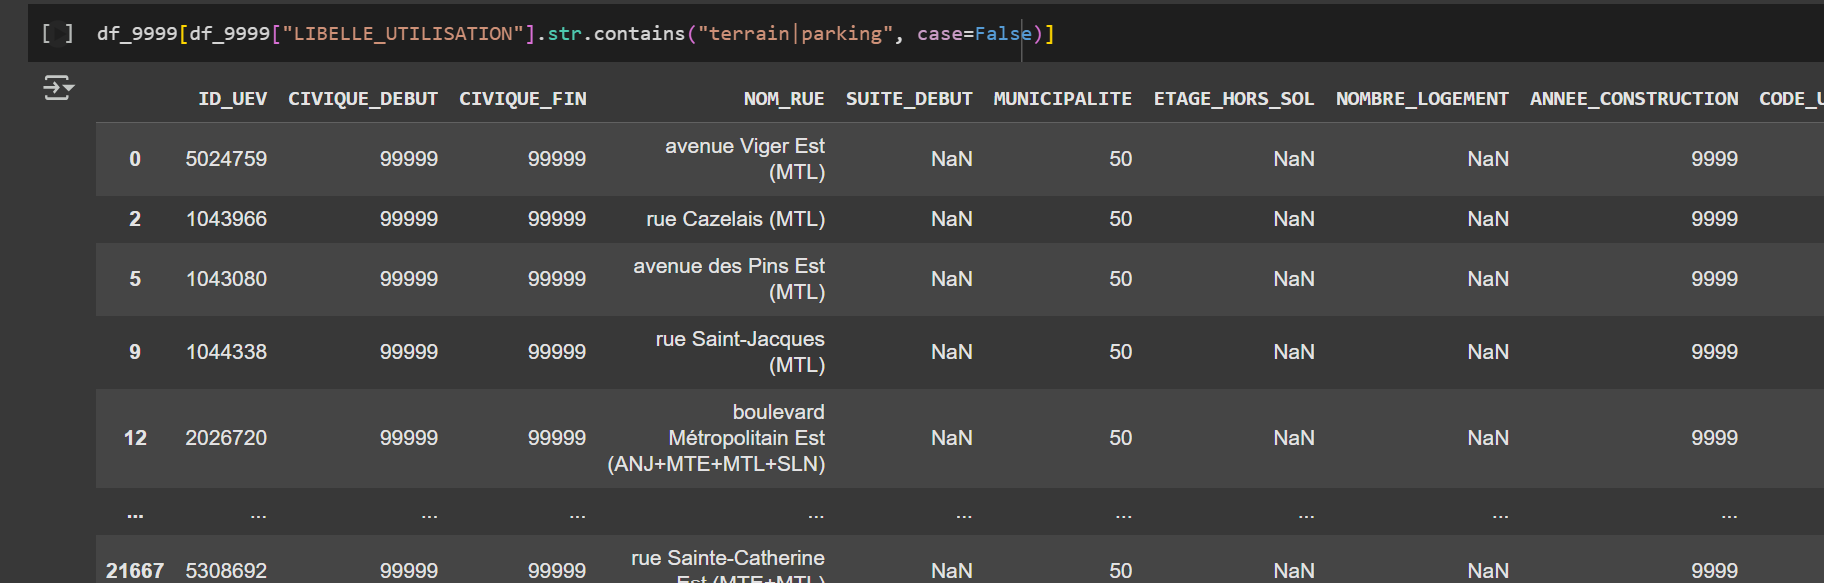 [ ] df_9999[df_9999["LIBELLE_UTILISATION"].str.contains("terrain|parking", case=False)]
ID_UEV CIVIQUE_DEBUT CIVIQUE_FIN NOM_RUE SUITE_DEBUT MUNICIPALITE ETAGE_HORS_SOL NOMBRE_LOGEMENT ANNEE_CONSTRUCTION CODE_U
avenue Viger Est
0 5024759 99999 99999 NaN 50 NaN NaN 9999
(MTL)
2 1043966 99999 99999 rue Cazelais (MTL) NaN 50 NaN NaN 9999
avenue des Pins Est
5 1043080 99999 99999 NaN 50 NaN NaN 9999
(MTL)
rue Saint-Jacques
9 1044338 99999 99999 NaN 50 NaN NaN 9999
(MTL)
boulevard
12 2026720 99999 99999 Métropolitain Est NaN 50 NaN NaN 9999
(ANJ+MTE+MTL+SLN)
... ... ... ... ... ... ... ... ... ...
rue Sainte-Catherine
21667 5308692 99999 99999 NaN 50 NaN NaN 9999
Est (MTE+MTL)